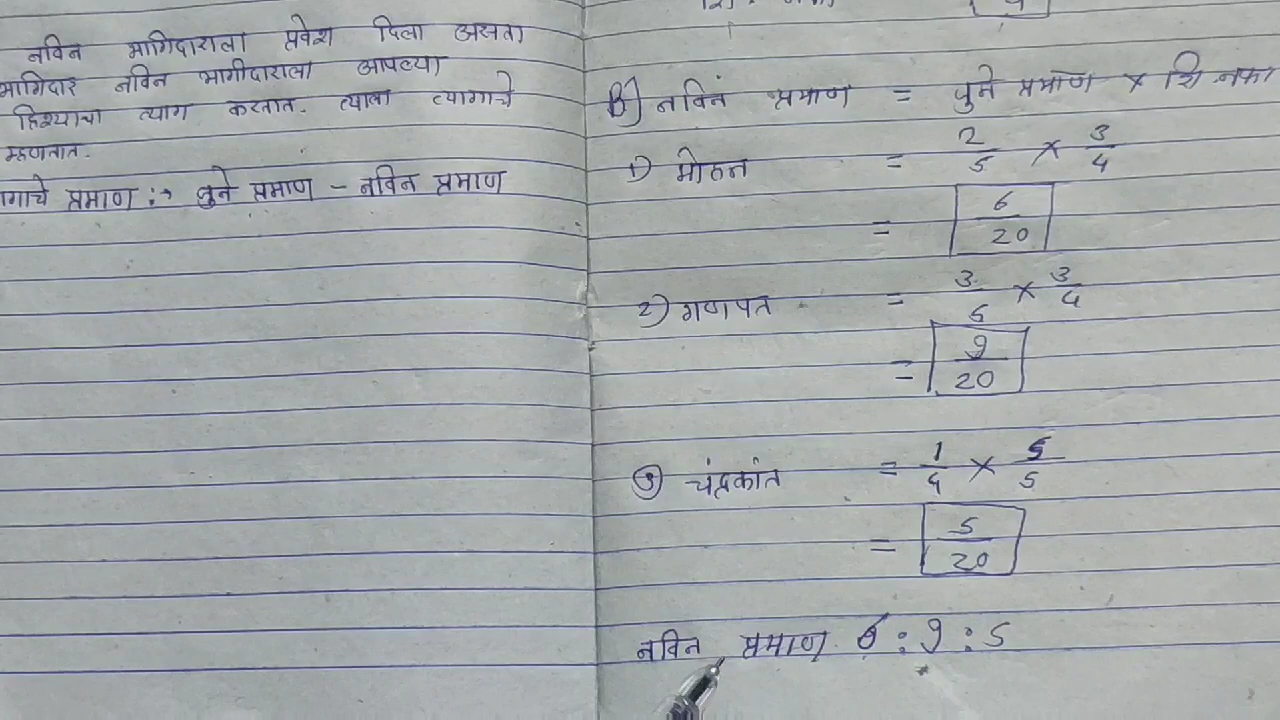 नविन भागिदाराला प्रवेश दिला असता
भागिदार नविन भागीदाराला आपल्या
हिश्याचा त्याग करतात. त्याला त्यागाचे
म्हणतात.
गाचे प्रमाण :→ जुने प्रमाण - नविन प्रमाण
B) नविन प्रमाण = जुने प्रमाण × शि. नफा
1) मोहन = 2/5 × 3/4
= 6/20
2) गणपत = 3/5 × 3/4
= 9/20
3) चंद्रकांत = 1/4 × 5/5
= 5/20
नविन प्रमाण 6 : 9 : 5